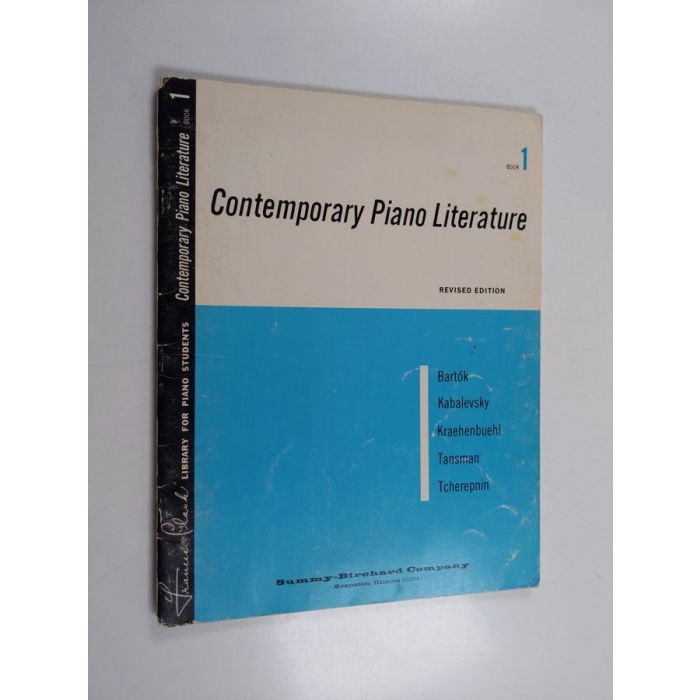 BOOK 1
Contemporary Piano Literature
REVISED EDITION
Bartók
Kabalevsky
Kraehenbuehl
Tansman
Tcherepnin
Summy-Birchard Company
Evanston, Illinois 60204
Frances Clark LIBRARY FOR PIANO STUDENTS Contemporary Piano Literature BOOK 1